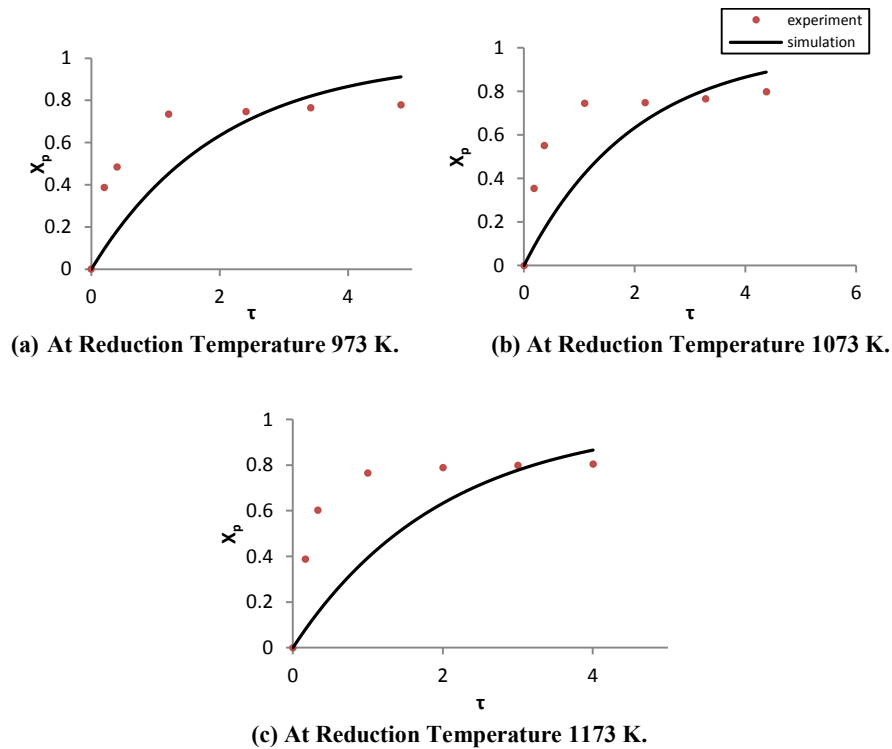 experiment
simulation
1
0.8
0.6
0.4
0.2
0
Xp
0
2
4
τ
(a) At Reduction Temperature 973 K.
1
0.8
0.6
0.4
0.2
0
Xp
0
2
4
6
τ
(b) At Reduction Temperature 1073 K.
1
0.8
0.6
0.4
0.2
0
Xp
0
2
4
τ
(c) At Reduction Temperature 1173 K.